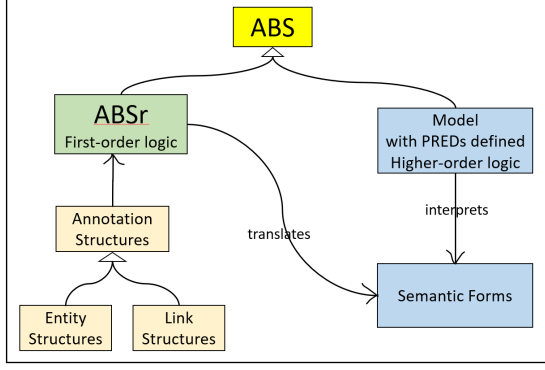 ABS
ABSr
First-order logic
Model
with PREDs defined
Higher-order logic
interprets
Annotation
Structures
translates
Semantic Forms
Entity
Structures
Link
Structures